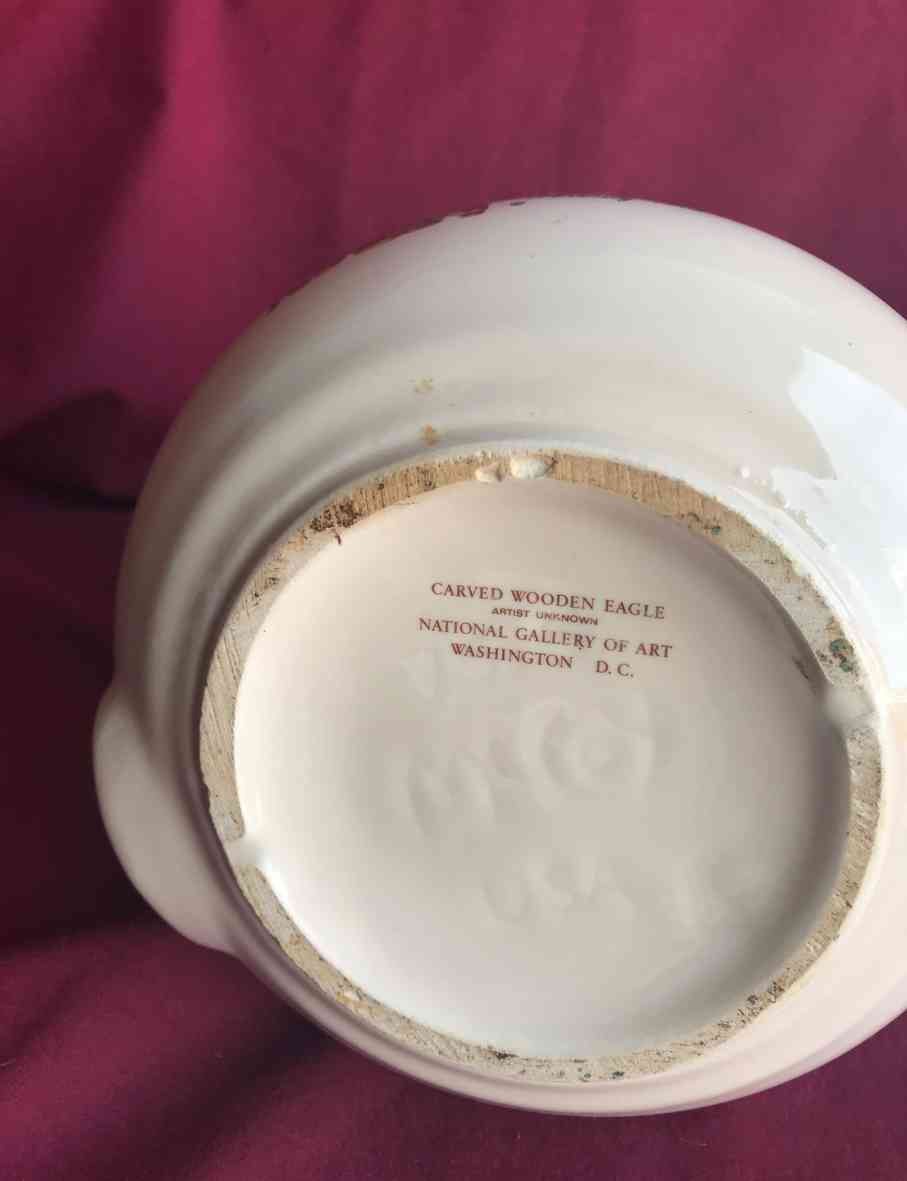 CARVED WOODEN EAGLE
ARTIST UNKNOWN
NATIONAL GALLERY OF ART
WASHINGTON D.C.